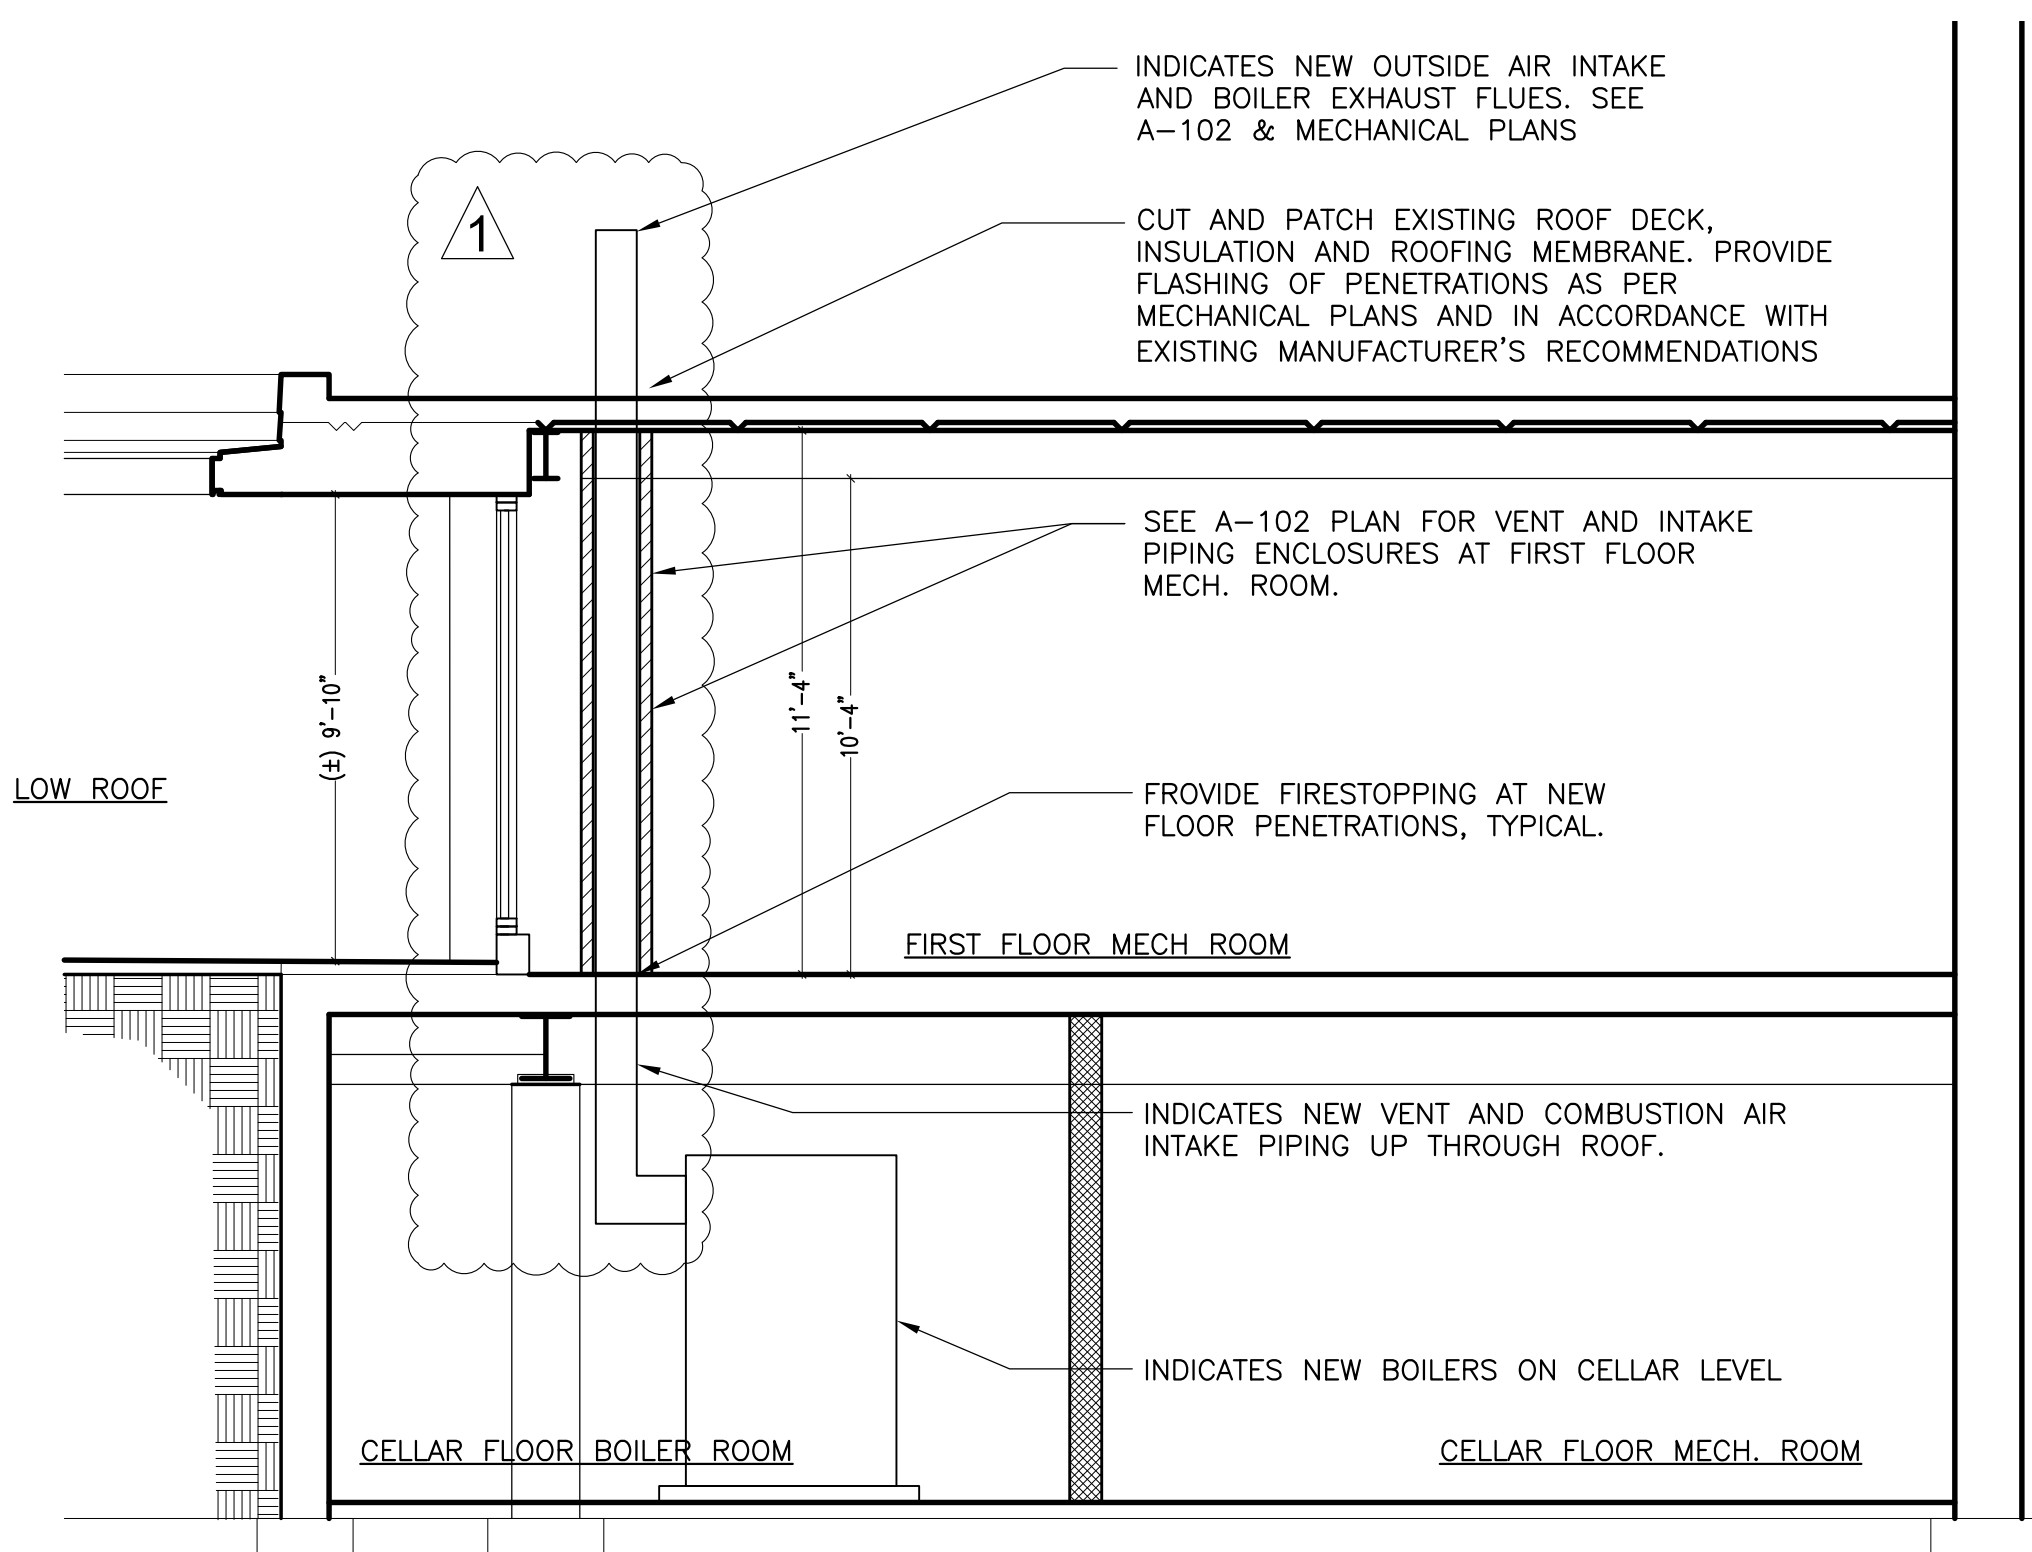 INDICATES NEW OUTSIDE AIR INTAKE
AND BOILER EXHAUST FLUES. SEE
A-102 & MECHANICAL PLANS
1
CUT AND PATCH EXISTING ROOF DECK,
INSULATION AND ROOFING MEMBRANE. PROVIDE
FLASHING OF PENETRATIONS AS PER
MECHANICAL PLANS AND IN ACCORDANCE WITH
EXISTING MANUFACTURER'S RECOMMENDATIONS
SEE A-102 PLAN FOR VENT AND INTAKE
PIPING ENCLOSURES AT FIRST FLOOR
MECH. ROOM.
(±) 9'-10"
11'-4"
10'-4"
LOW ROOF
FROVIDE FIRESTOPPING AT NEW
FLOOR PENETRATIONS, TYPICAL.
FIRST FLOOR MECH ROOM
INDICATES NEW VENT AND COMBUSTION AIR
INTAKE PIPING UP THROUGH ROOF.
INDICATES NEW BOILERS ON CELLAR LEVEL
CELLAR FLOOR BOILER ROOM
CELLAR FLOOR MECH. ROOM